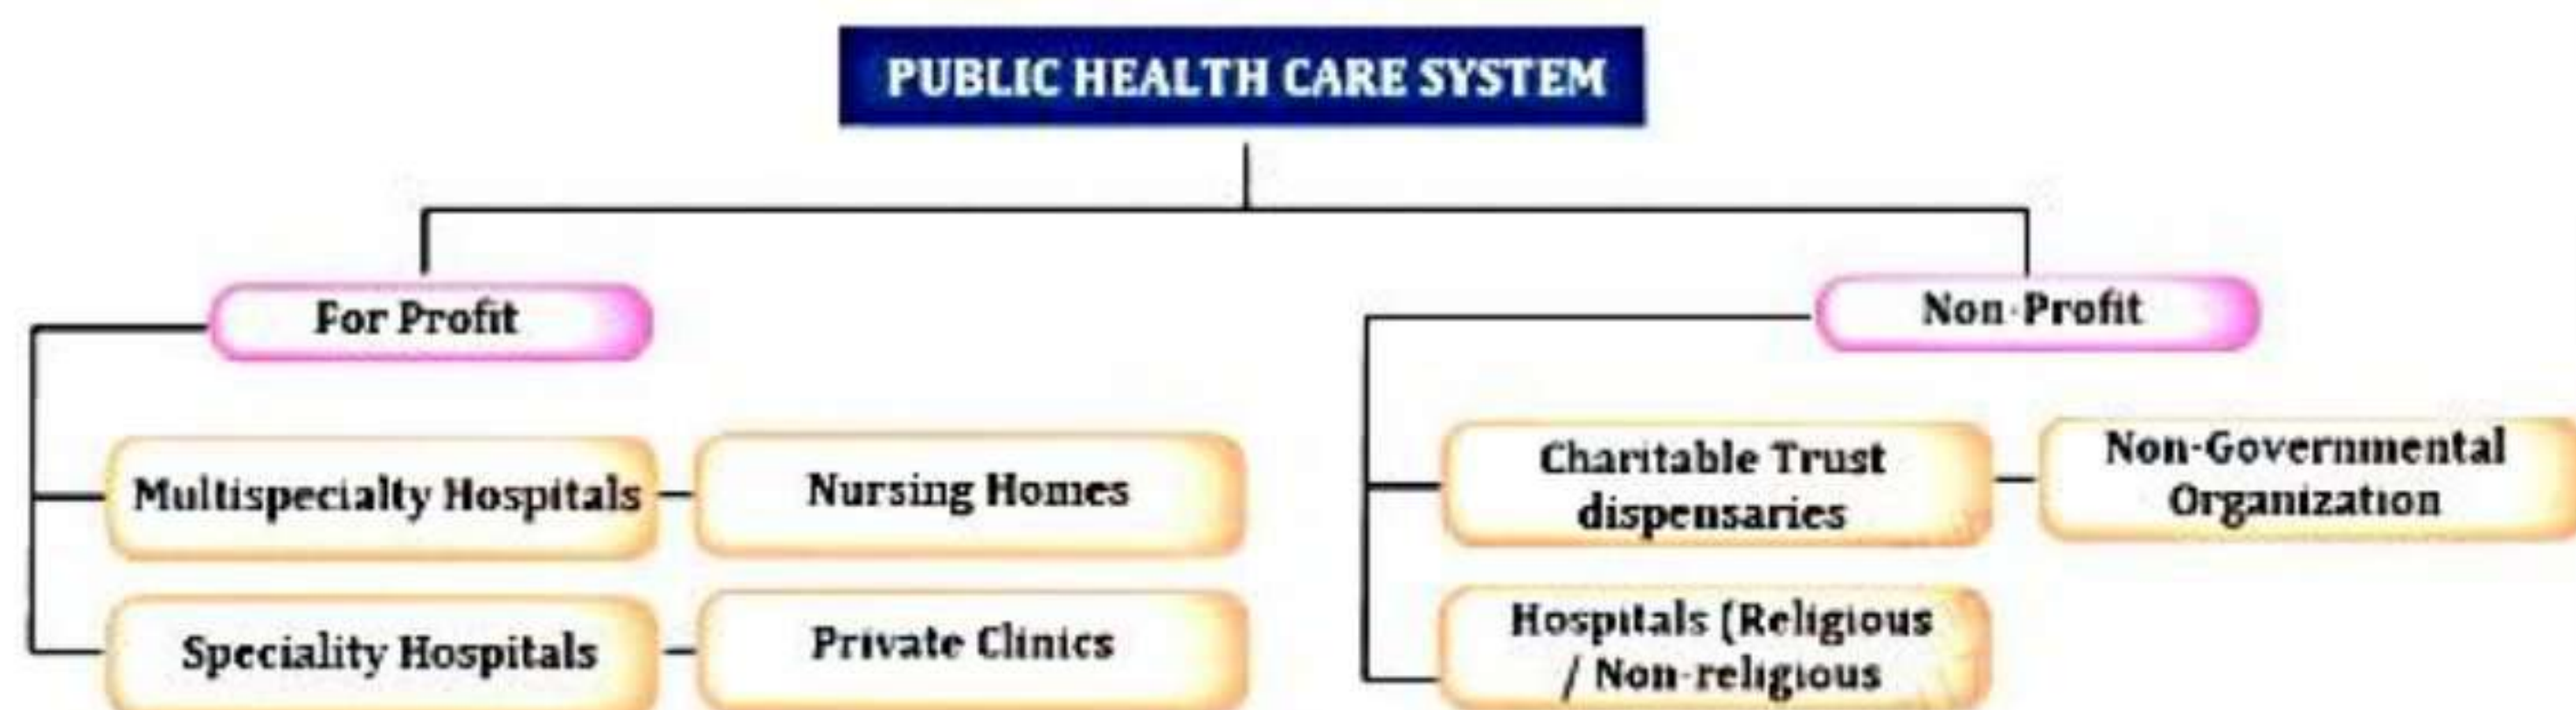 PUBLIC HEALTH CARE SYSTEM
For Profit
Non-Profit
Multispecialty Hospitals
Nursing Homes
Speciality Hospitals
Private Clinics
Charitable Trust
dispensaries
Non-Governmental
Organization
Hospitals (Religious
/ Non-religious